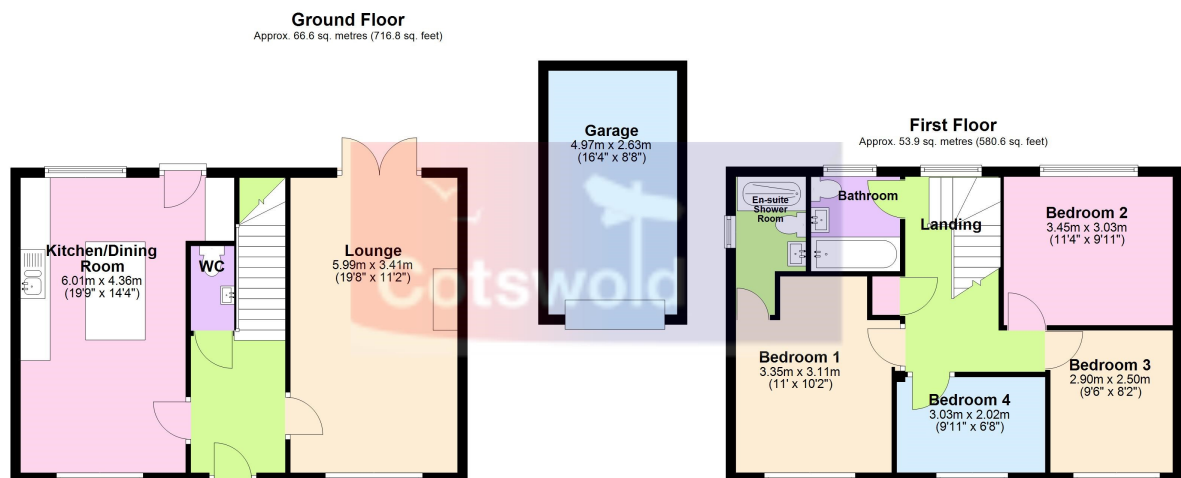 Ground Floor
Approx. 66.6 sq. metres (716.8 sq. feet)
Garage
4.97m x 2.63m
(16'4" x 8'8")
First Floor
Approx. 53.9 sq. metres (580.6 sq. feet)
Kitchen/Dining
Room
6.01m x 4.36m
(19'9" x 14'4")
WC
Lounge
5.99m x 3.41m
(19'8" x 11'2")
Cotswold
En-suite
Shower
Room
Bathroom
Landing
Bedroom 2
3.45m x 3.03m
(11'4" x 9'11")
Bedroom 1
3.35m x 3.11m
(11' x 10'2")
Bedroom 3
2.90m x 2.50m
(9'6" x 8'2")
Bedroom 4
3.03m x 2.02m
(9'11" x 6'8")